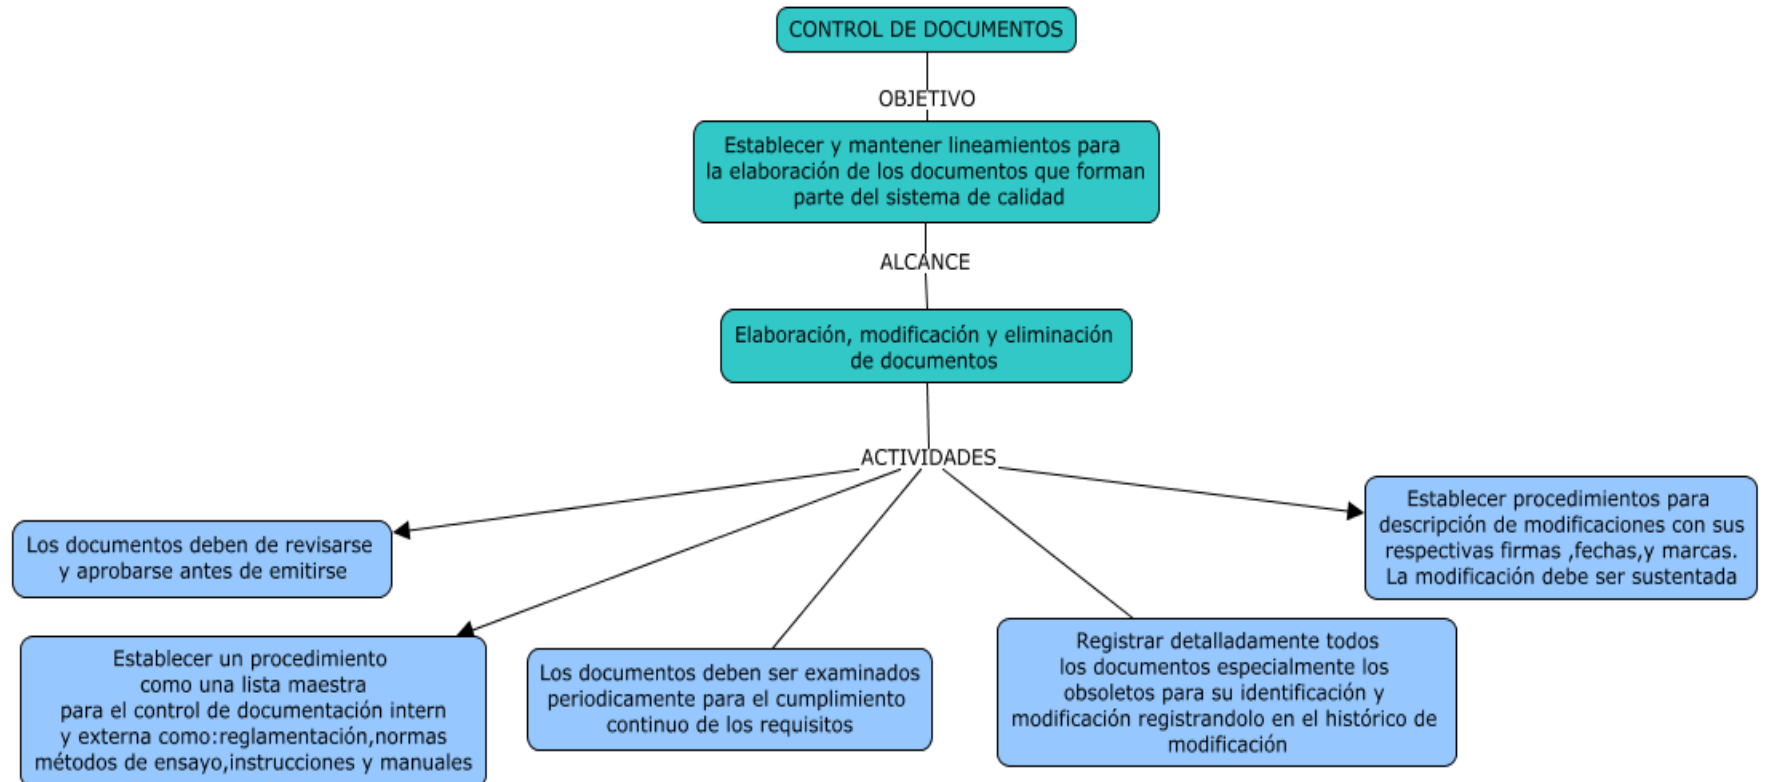 CONTROL DE DOCUMENTOS
OBJETIVO
Establecer y mantener lineamientos para
la elaboración de los documentos que forman
parte del sistema de calidad
ALCANCE
Elaboración, modificación y eliminación
de documentos
ACTIVIDADES
Los documentos deben de revisarse
y aprobarse antes de emitirse
Establecer un procedimiento
como una lista maestra
para el control de documentación intern
y externa como:reglamentación,normas
métodos de ensayo,instrucciones y manuales
Los documentos deben ser examinados
periodicamente para el cumplimiento
continuo de los requisitos
Registrar detalladamente todos
los documentos especialmente los
obsoletos para su identificación y
modificación registrandolo en el histórico de
modificación
Establecer procedimientos para
descripción de modificaciones con sus
respectivas firmas ,fechas,y marcas.
La modificación debe ser sustentada